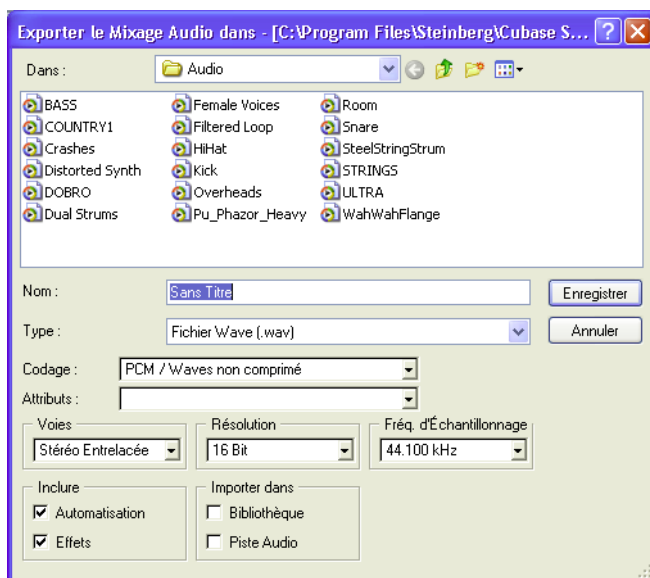 Exporter le Mixage Audio dans - [C:\Program Files\Steinberg\Cubase S...
Dans :
Audio
BASS
COUNTRY1
Crashes
Distorted Synth
DOBRO
Dual Strums
Female Voices
Filtered Loop
HiHat
Kick
Overheads
Pu_Phazor_Heavy
Room
Snare
SteelStringStrum
STRINGS
ULTRA
WahWahFlange
Nom :
Sans Titre
Enregistrer
Type :
Fichier Wave (.wav)
Annuler
Codage :
PCM / Waves non comprimé
Attributs :
Voies
Stéréo Entrelacée
Résolution
16 Bit
Fréq. d'Échantillonnage
44.100 kHz
Inclure
Automatisation
Effets
Importer dans
Bibliothèque
Piste Audio